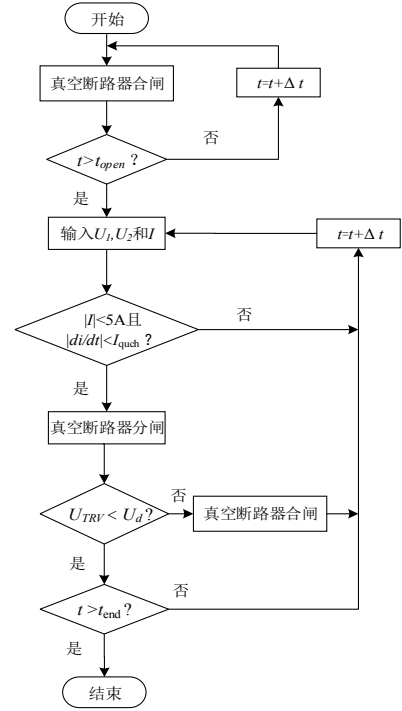 开始
真空断路器合闸
t=t+Δ t
t>topen？
否
是
输入U1,U2和I
t=t+Δ t
|I|<5A且
|di/dt|<Iquch？
否
是
真空断路器分闸
UTRV < Ud?
否
真空断路器合闸
是
t >tend?
否
是
结束